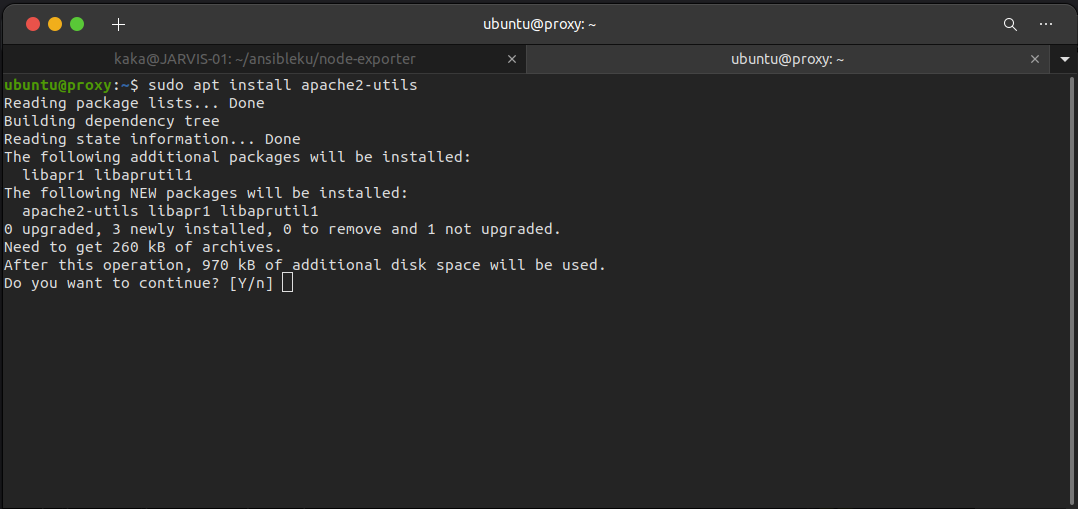 ubuntu@proxy: ~
kaka@JARVIS-01: ~/ansibleku/node-exporter
ubuntu@proxy: ~
ubuntu@proxy:~$ sudo apt install apache2-utils
Reading package lists... Done
Building dependency tree
Reading state information... Done
The following additional packages will be installed:
  libapr1 libaprutil1
The following NEW packages will be installed:
  apache2-utils libapr1 libaprutil1
0 upgraded, 3 newly installed, 0 to remove and 1 not upgraded.
Need to get 260 kB of archives.
After this operation, 970 kB of additional disk space will be used.
Do you want to continue? [Y/n]